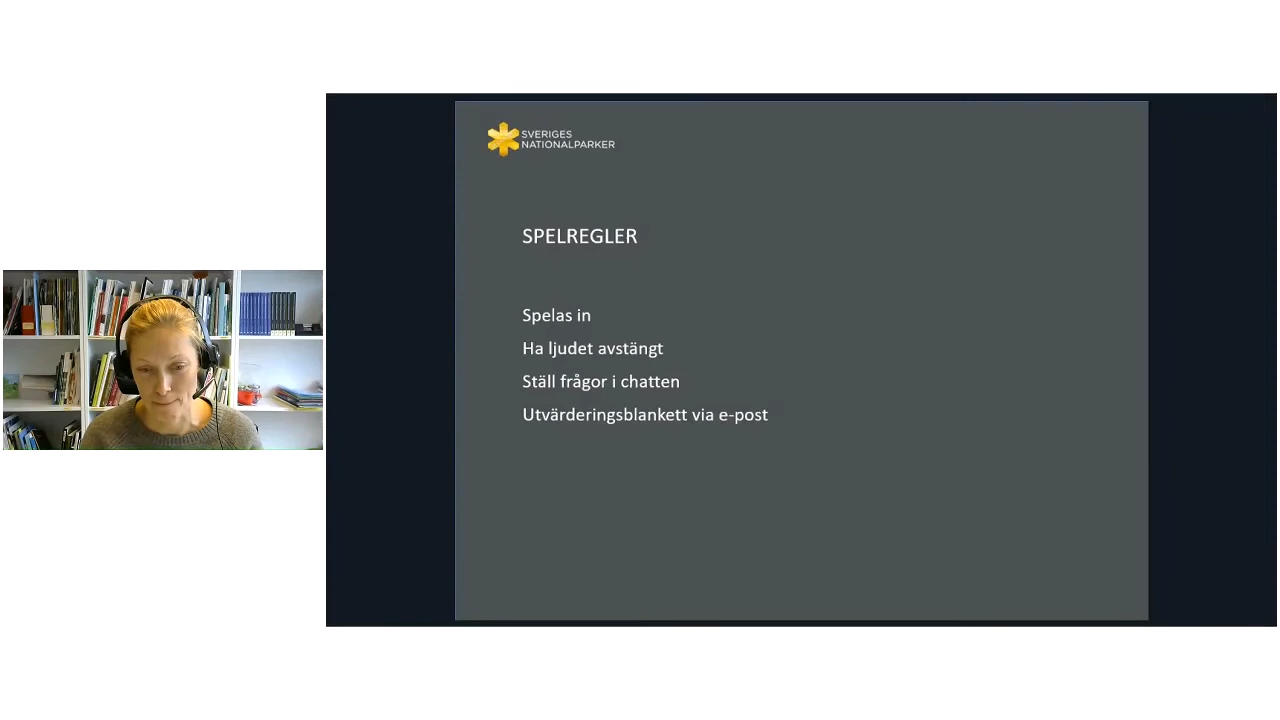 SVERIGES
NATIONALPARKER
SPELREGLER
Spelas in
Ha ljudet avstängt
Ställ frågor i chatten
Utvärderingsblankett via e-post